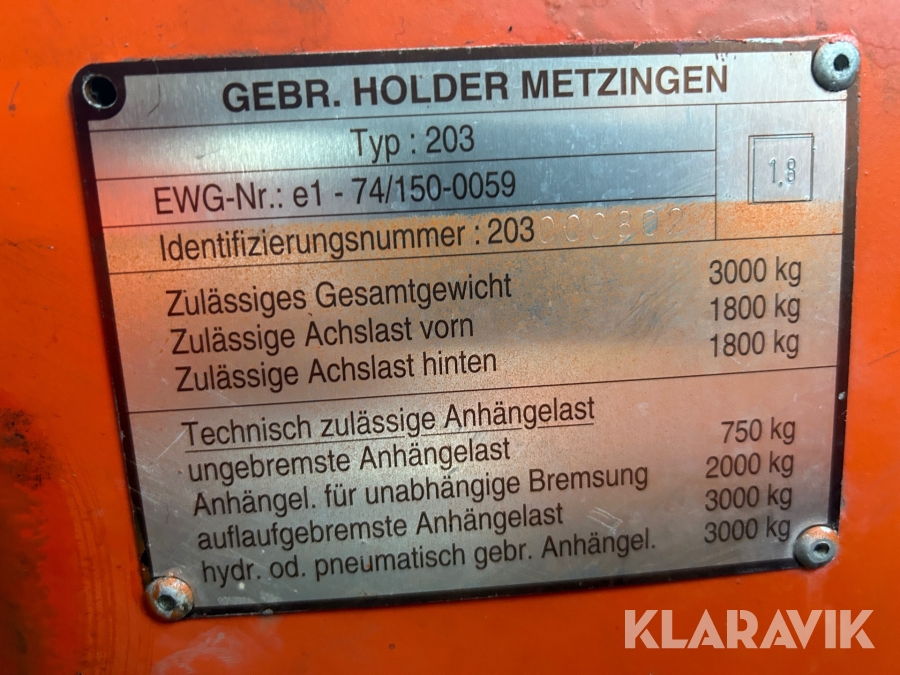 GEBR. HOLDER METZINGEN
Typ : 203
1,8
EWG-Nr.: e1 - 74/150-0059
Identifizierungsnummer : 203000802
Zulässiges Gesamtgewicht 3000 kg
Zulässige Achslast vorn 1800 kg
Zulässige Achslast hinten 1800 kg
Technisch zulässige Anhängelast
ungebremste Anhängelast 750 kg
Anhängel. für unabhängige Bremsung 2000 kg
auflaufgebremste Anhängelast 3000 kg
hydr. od. pneumatisch gebr. Anhängel. 3000 kg
KLARAVIK